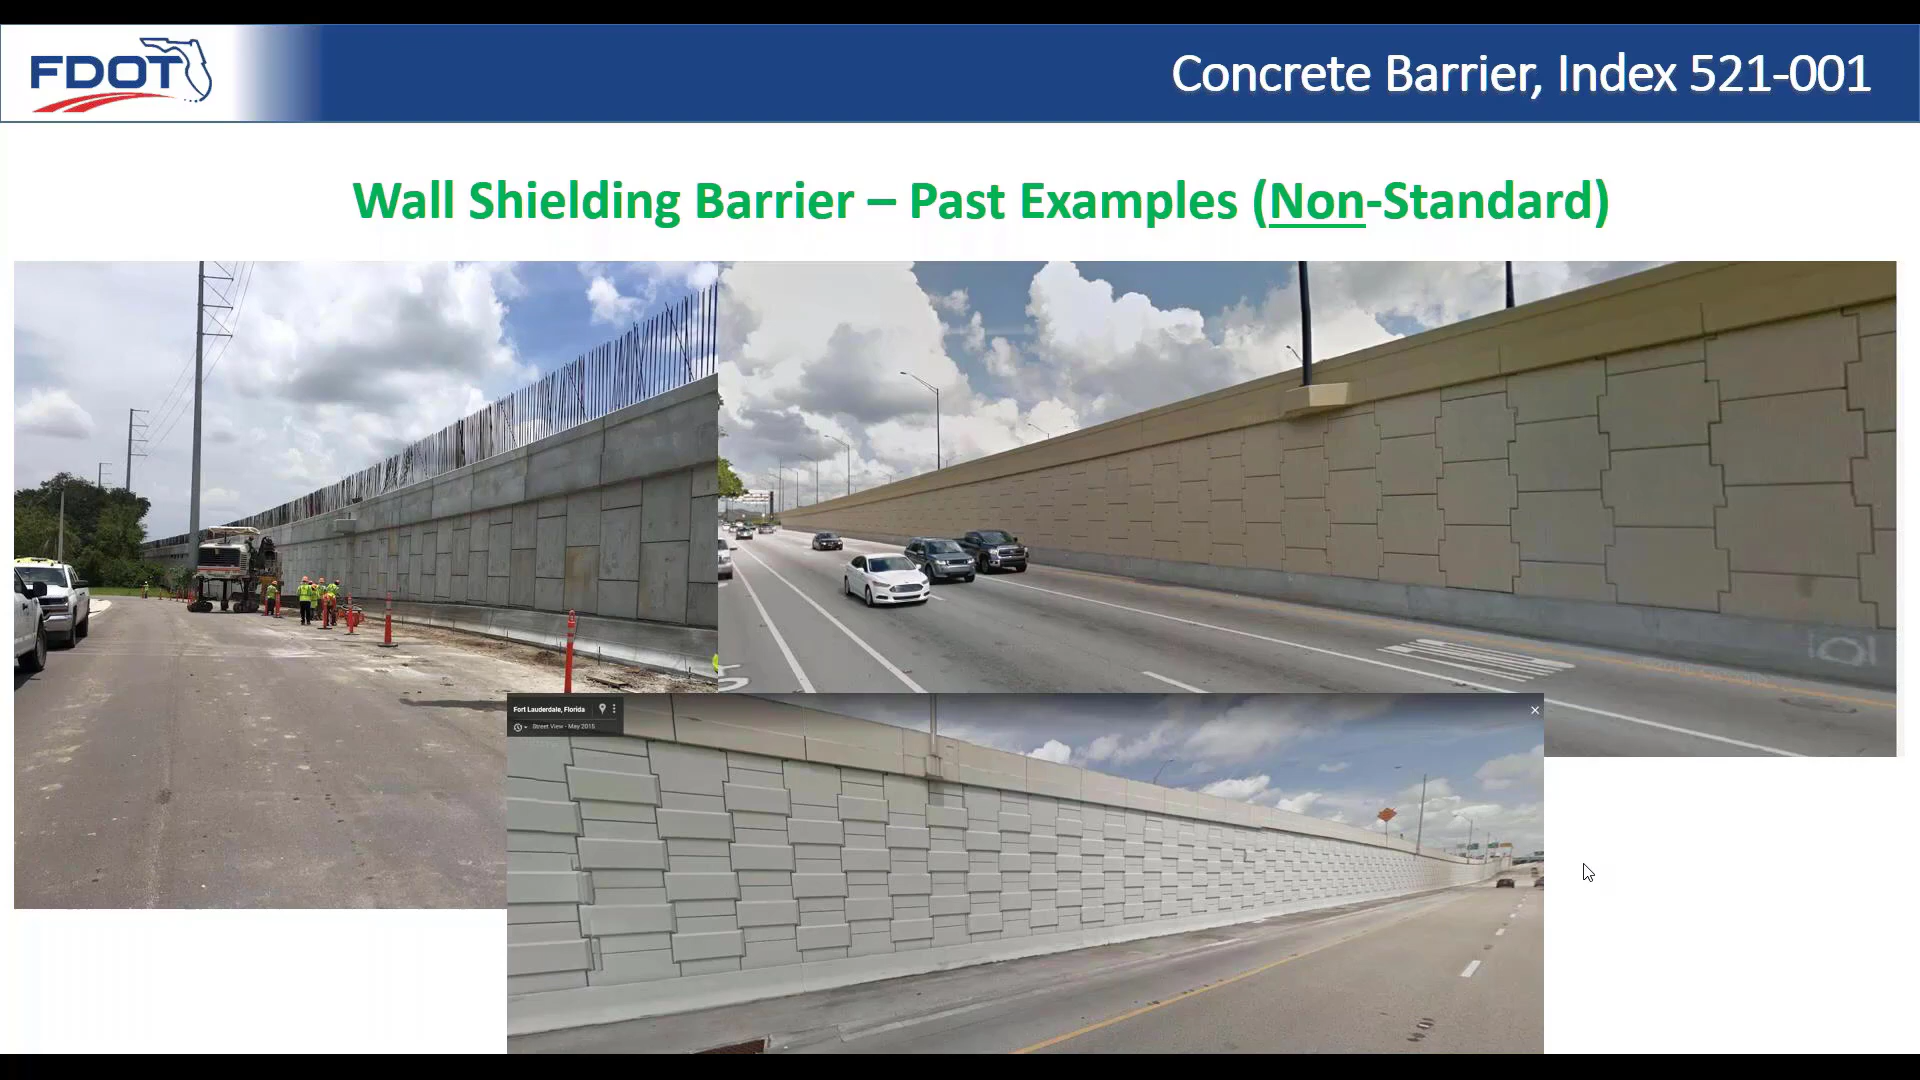 FDOT
Concrete Barrier, Index 521-001
Wall Shielding Barrier – Past Examples (Non-Standard)
Fort Lauderdale, Florida
Street View - May 2015